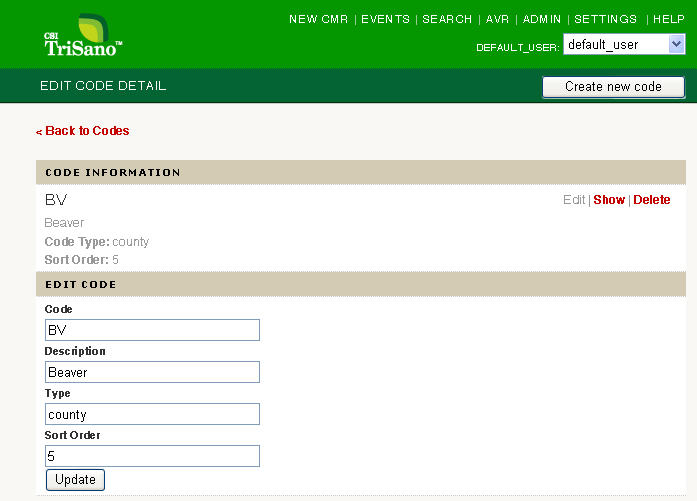 CSI
TriSano™
NEW CMR | EVENTS | SEARCH | AVR | ADMIN | SETTINGS | HELP
DEFAULT_USER: default_user
EDIT CODE DETAIL
Create new code
< Back to Codes
CODE INFORMATION
BV
Edit | Show | Delete
Beaver
Code Type: county
Sort Order: 5
EDIT CODE
Code
BV
Description
Beaver
Type
county
Sort Order
5
Update